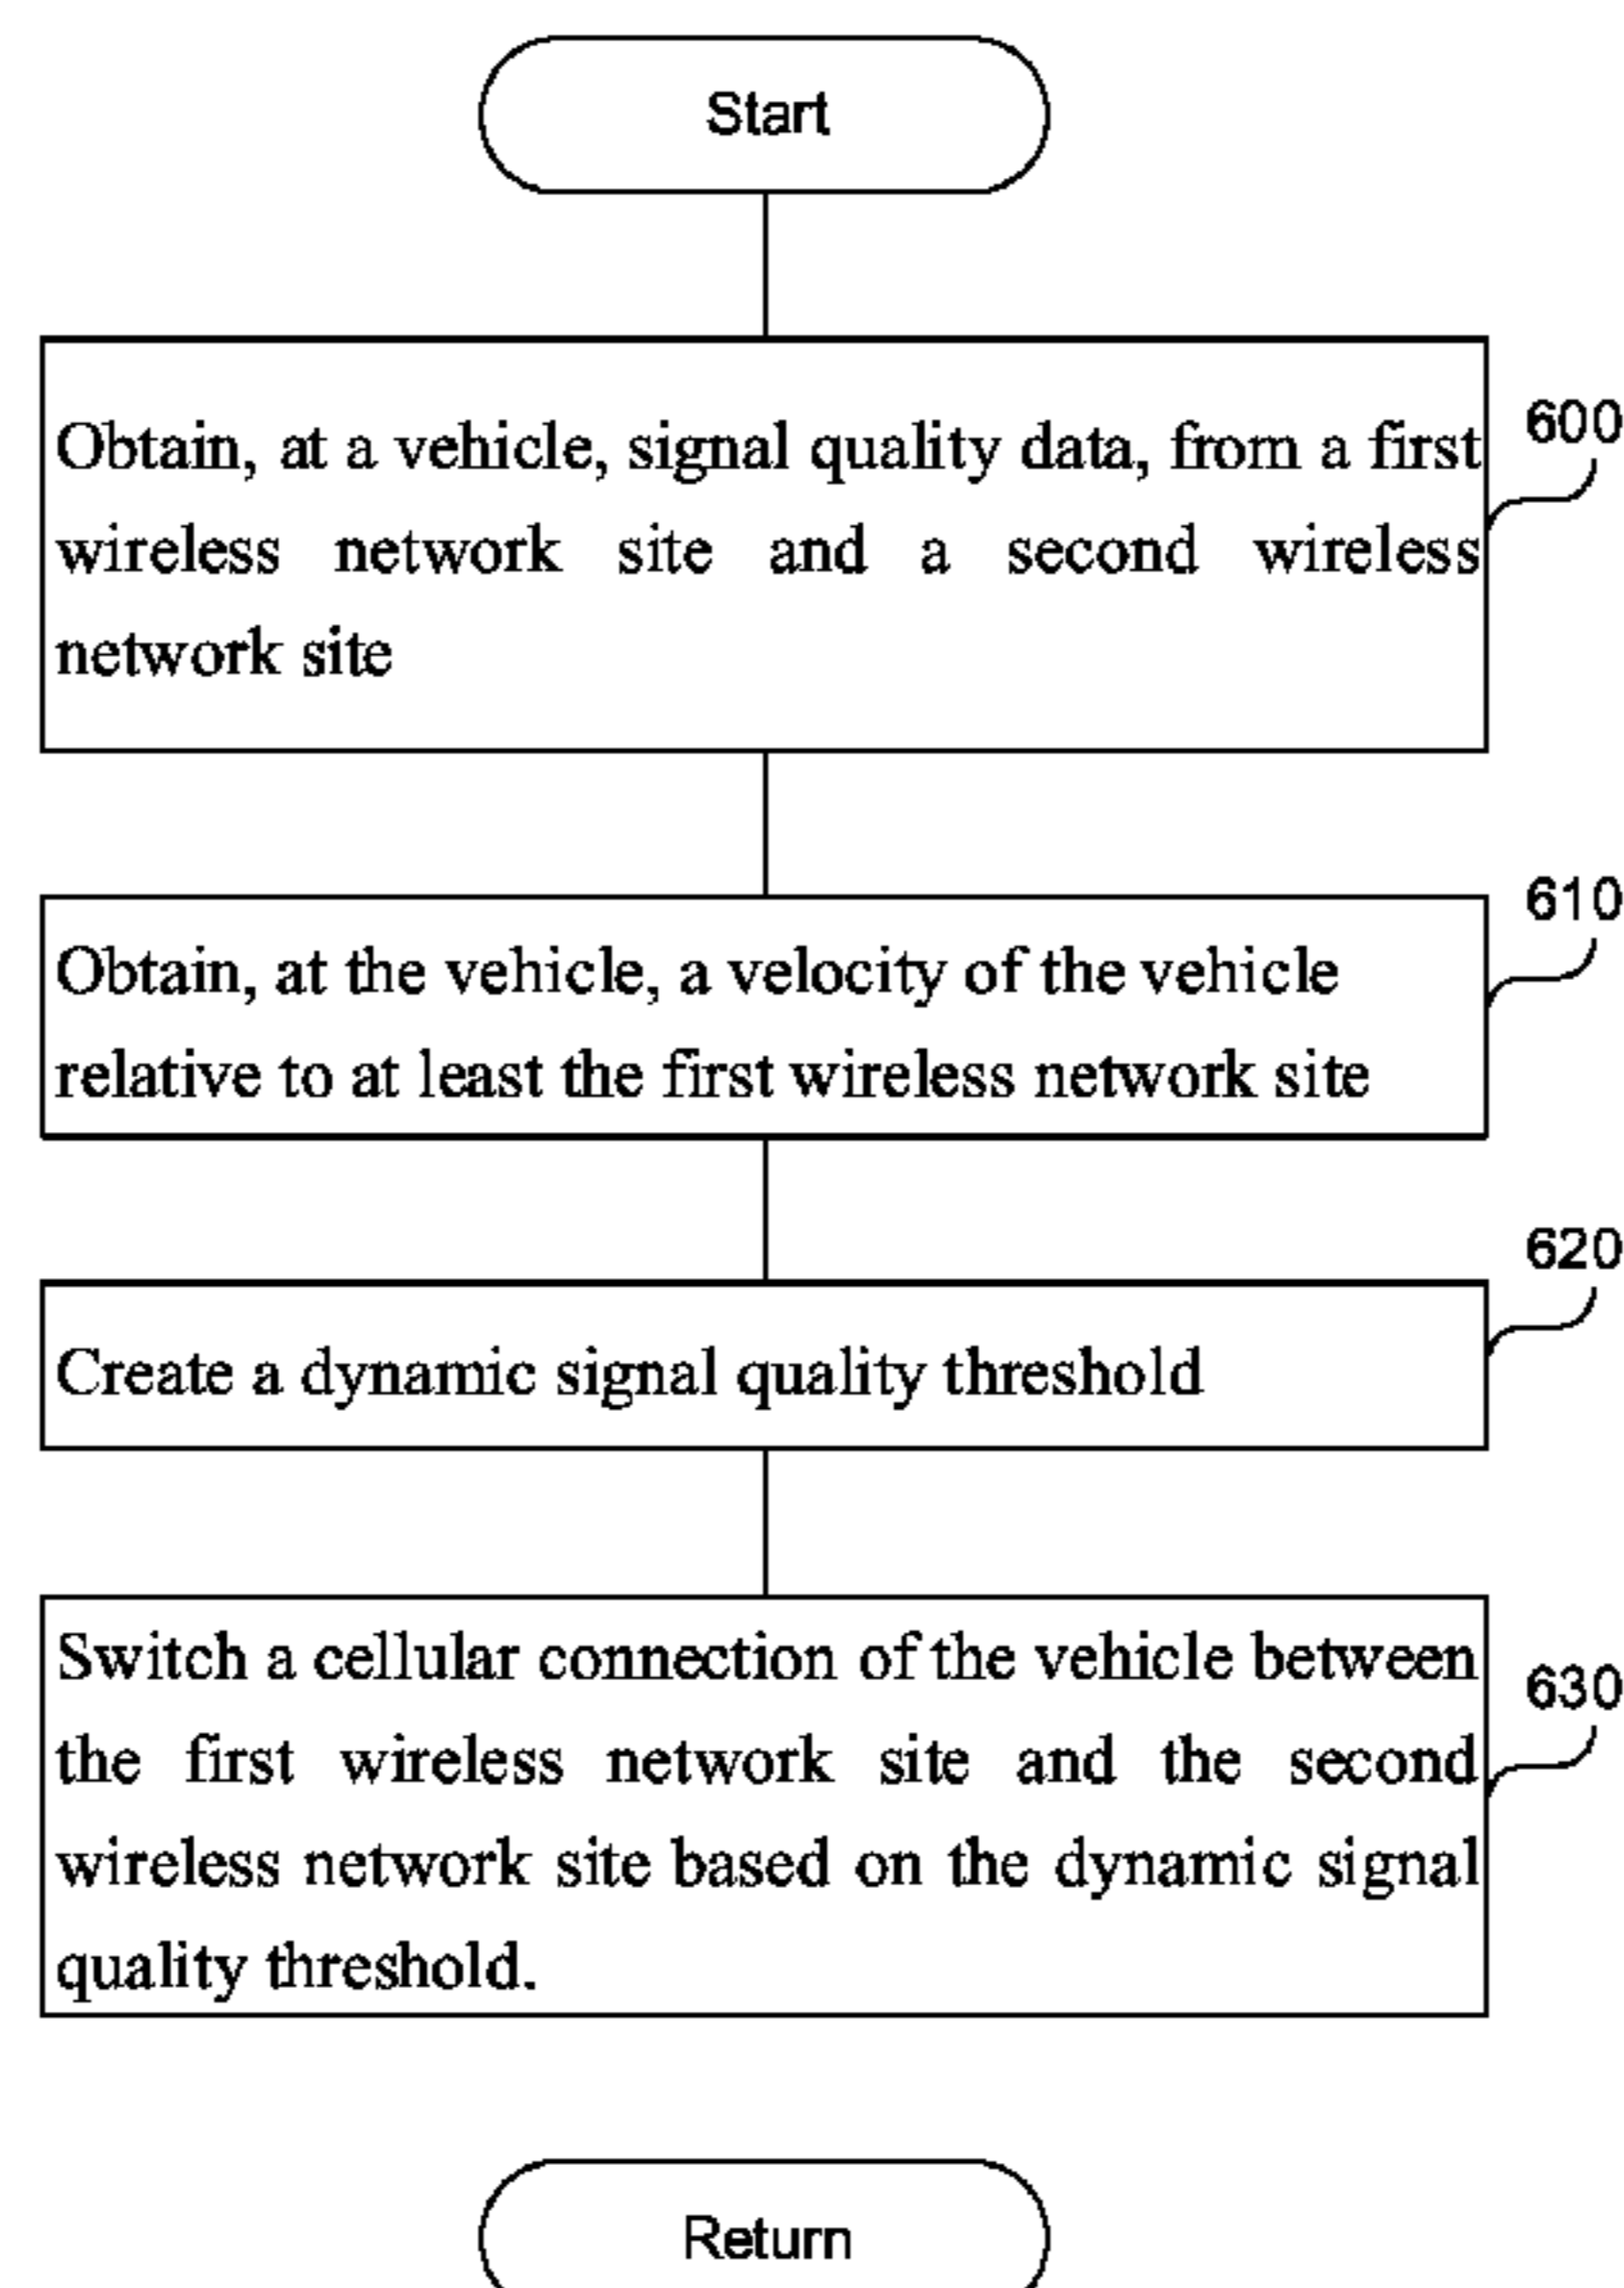 Start
600
Obtain, at a vehicle, signal quality data, from a first
wireless network site and a second wireless
network site
610
Obtain, at the vehicle, a velocity of the vehicle
relative to at least the first wireless network site
620
Create a dynamic signal quality threshold
630
Switch a cellular connection of the vehicle between
the first wireless network site and the second
wireless network site based on the dynamic signal
quality threshold.
Return